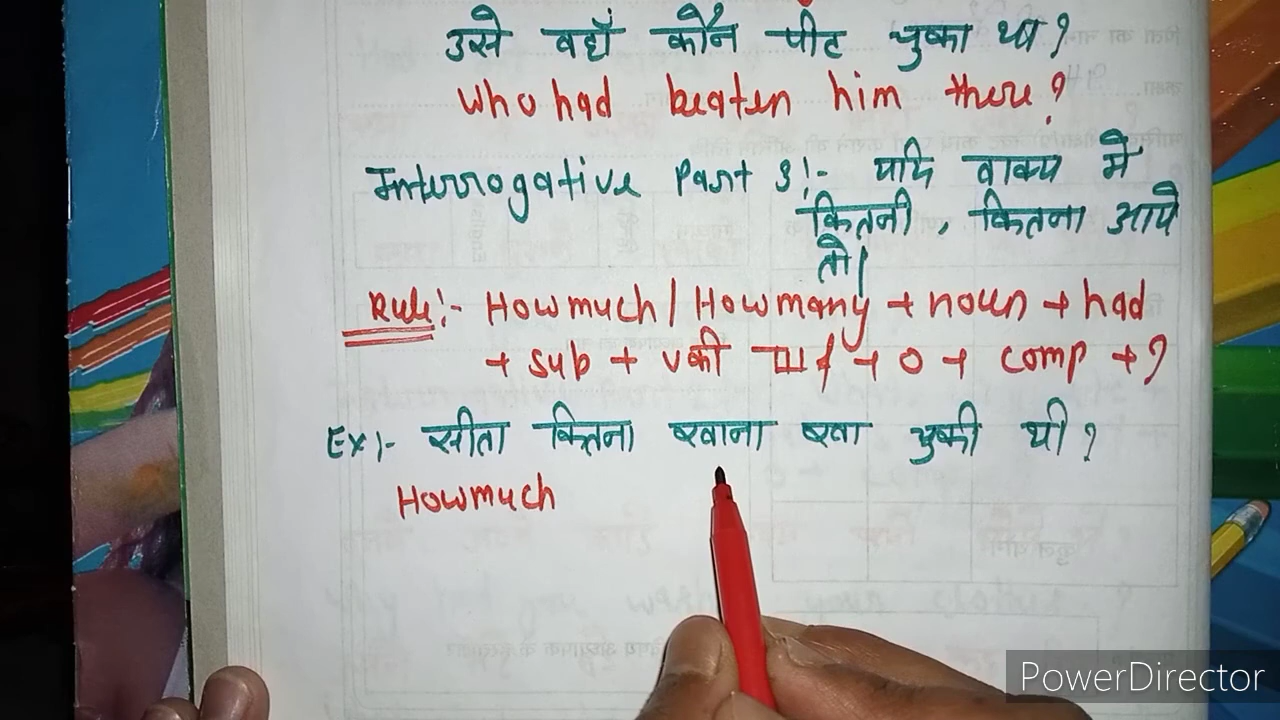 उसे वहाँ कौन पीट चुका था ?
Who had beaten him there ?
Interrogative Part 3 :- यदि वाक्य में
कितनी , कितना आये
तो।
Rule :- Howmuch / Howmany + noun + had
+ sub + v की III f + o + comp + ?
Ex :- सीता कितना खाना खा चुकी थी ?
Howmuch
PowerDirector